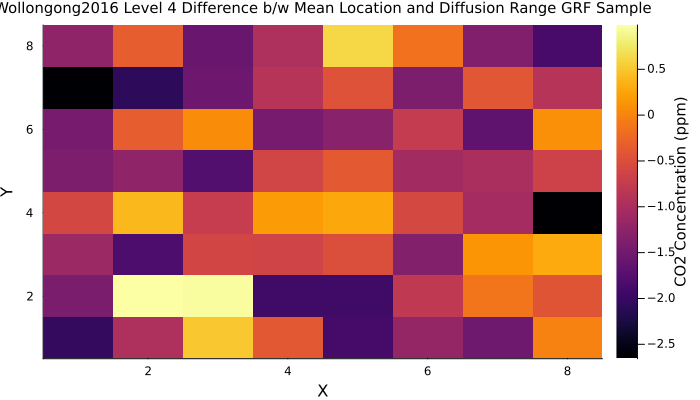 Wollongong2016 Level 4 Difference b/w Mean Location and Diffusion Range GRF Sample
8
6
4
2
Y
2 4 6 8
X
0.5
0
−0.5
−1.0
−1.5
−2.0
−2.5
CO2 Concentration (ppm)